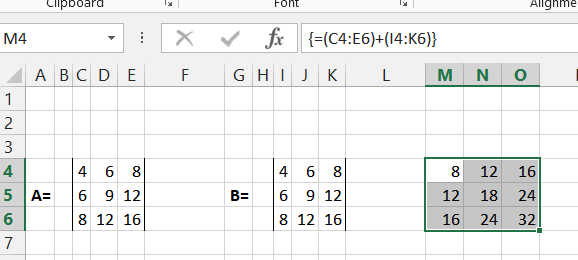 Clipboard Font Alignme
M4 fx {=(C4:E6)+(I4:K6)}
A B C D E F G H I J K L M N O
1
2
3
4 4 6 8 4 6 8 8 12 16
5 A= 6 9 12 B= 6 9 12 12 18 24
6 8 12 16 8 12 16 16 24 32
7